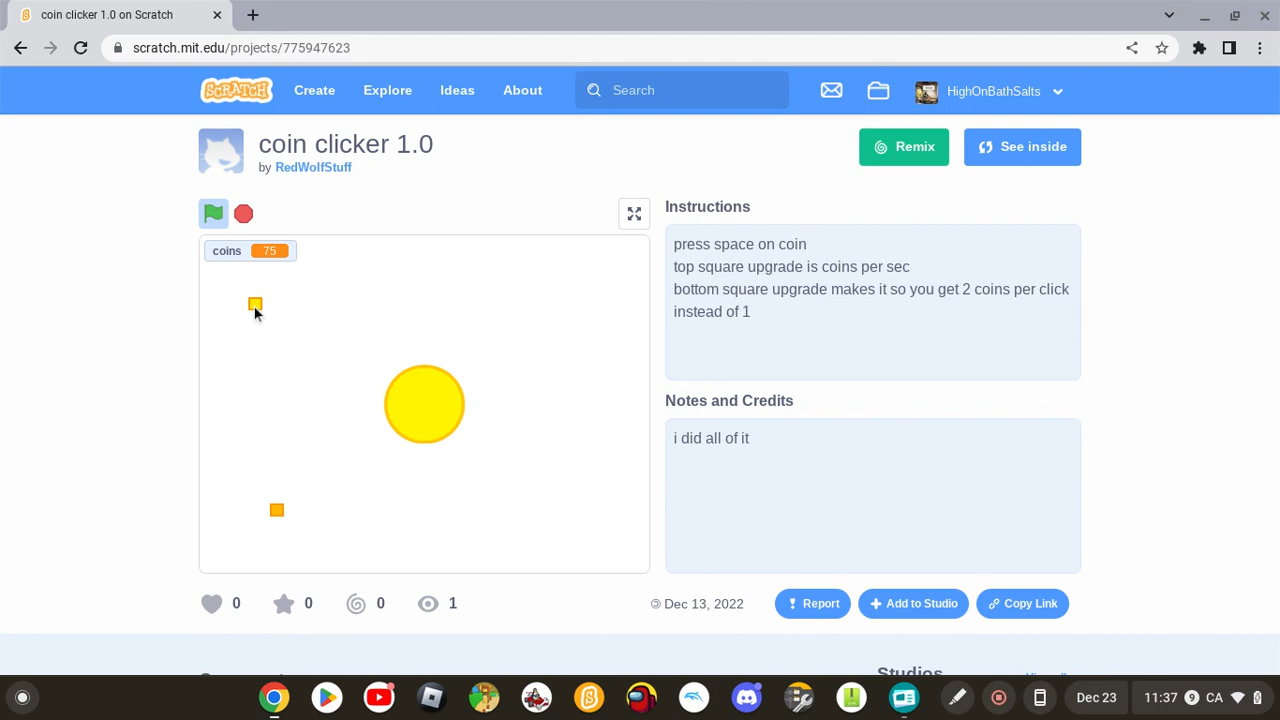 coin clicker 1.0 on Scratch
scratch.mit.edu/projects/775947623
SCRATCH
Create
Explore
Ideas
About
Search
HighOnBathSalts
coin clicker 1.0
by RedWolfStuff
Remix
See inside
coins 75
Instructions
press space on coin
top square upgrade is coins per sec
bottom square upgrade makes it so you get 2 coins per click
instead of 1
Notes and Credits
i did all of it
0
0
0
1
Dec 13, 2022
Report
Add to Studio
Copy Link
Studios
Dec 23
11:37
9
CA